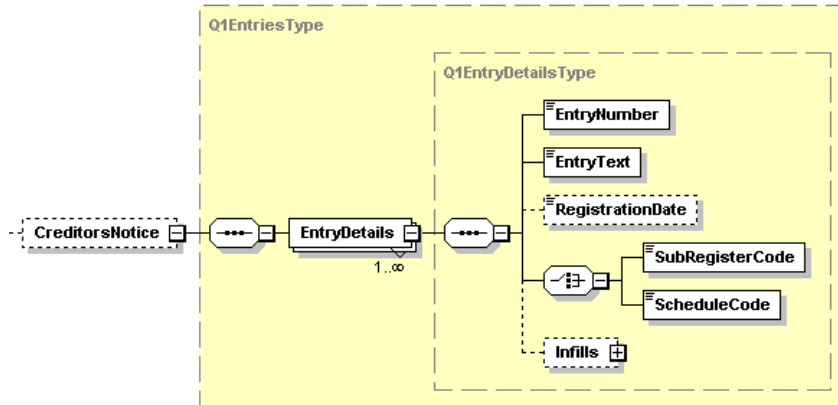 Q1EntriesType
Q1EntryDetailsType
EntryNumber
EntryText
RegistrationDate
CreditorsNotice
EntryDetails
1..∞
SubRegisterCode
ScheduleCode
Infills